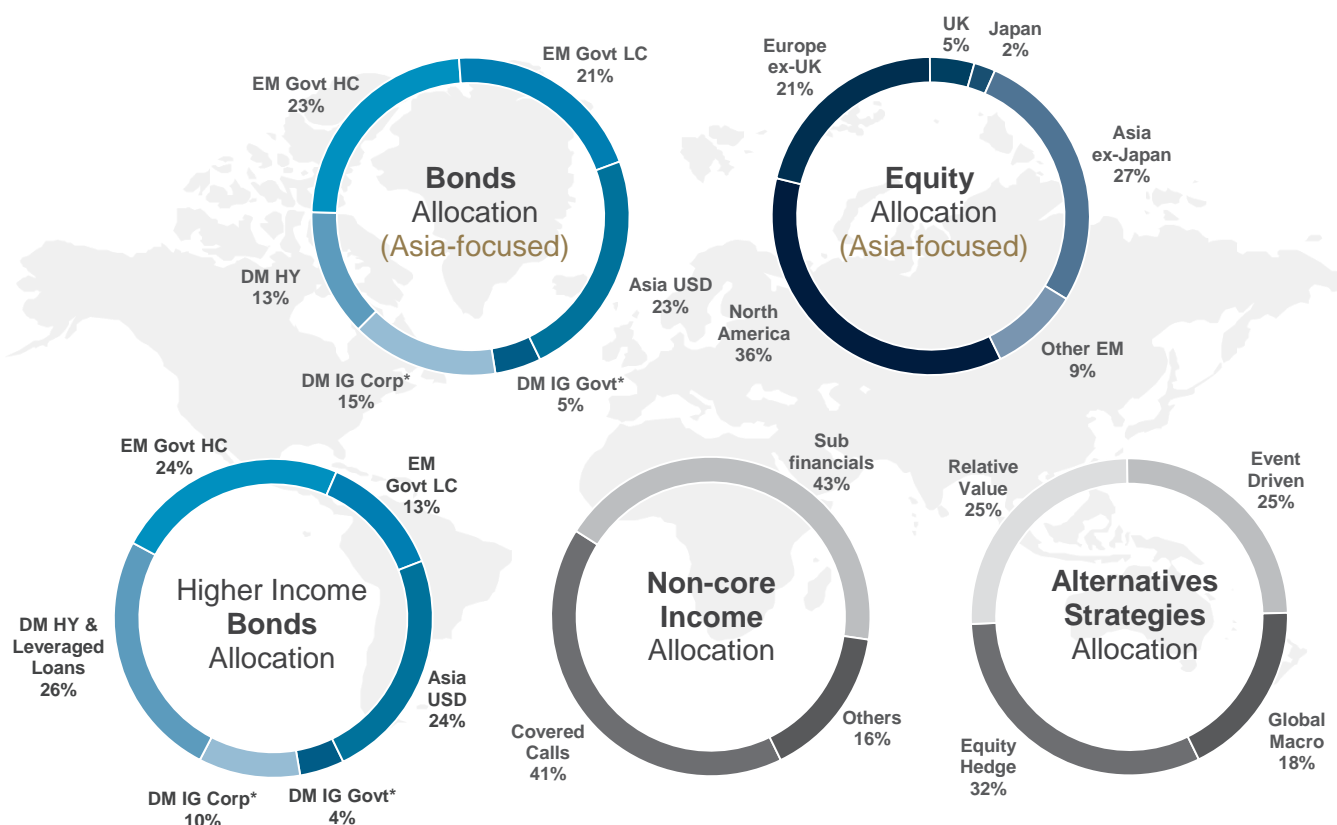 EM Govt LC
21%
EM Govt HC
23%
Bonds
Allocation
(Asia-focused)
DM HY
13%
Asia USD
23%
DM IG Corp*
15%
DM IG Govt*
5%
UK
5%
Japan
2%
Europe
ex-UK
21%
Equity
Allocation
(Asia-focused)
Asia
ex-Japan
27%
North
America
36%
Other EM
9%
EM Govt HC
24%
EM
Govt LC
13%
Higher Income
Bonds
Allocation
DM HY &
Leveraged
Loans
26%
Asia
USD
24%
DM IG Corp*
10%
DM IG Govt*
4%
Sub
financials
43%
Non-core
Income
Allocation
Covered
Calls
41%
Others
16%
Relative
Value
25%
Event
Driven
25%
Alternatives
Strategies
Allocation
Equity
Hedge
32%
Global
Macro
18%